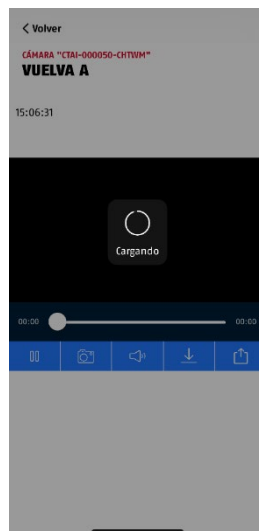 Volver
CÁMARA "CTAI-000050-CHTWM"
VUELVA A
15:06:31
Cargando
00:00
00:00